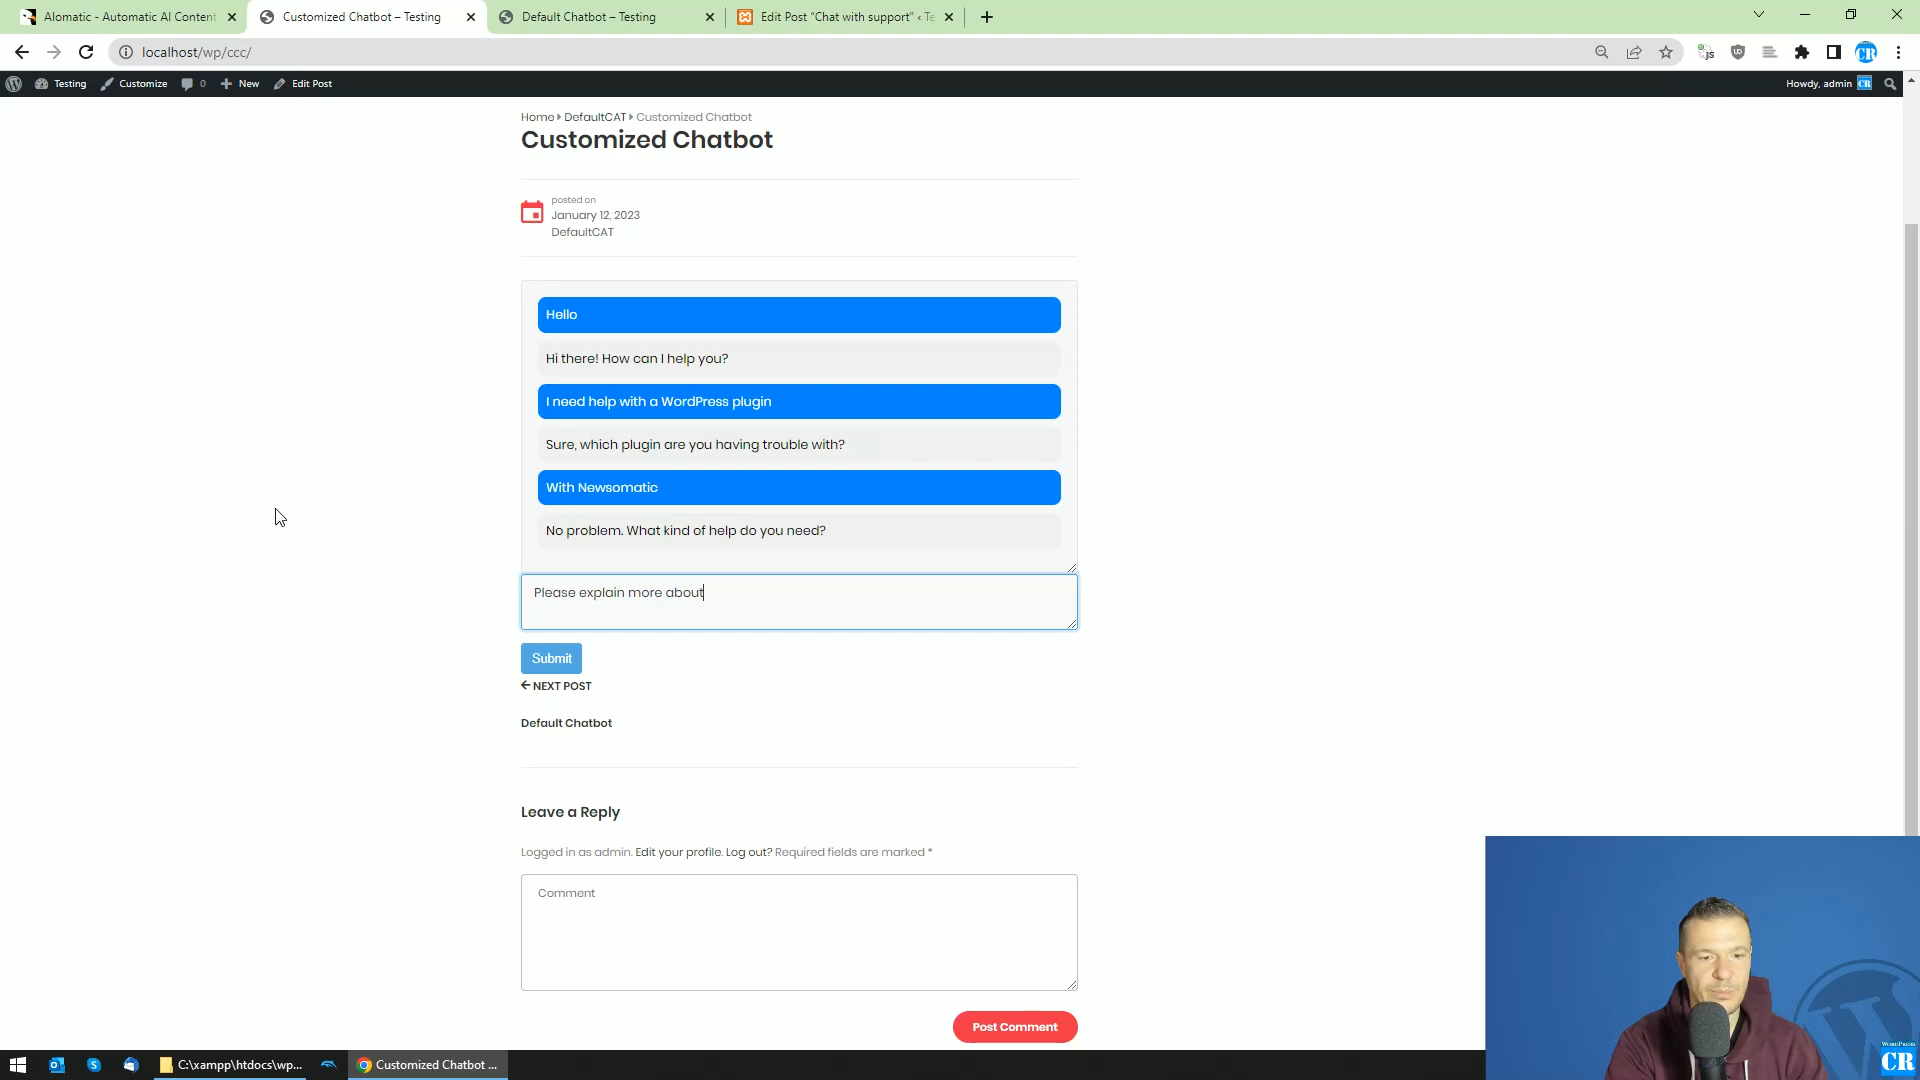 AIomatic - Automatic AI Content
Customized Chatbot – Testing
Default Chatbot – Testing
Edit Post "Chat with support" ‹ Te
localhost/wp/ccc/
JS
CR
Testing
Customize
0
New
Edit Post
Howdy, admin
CR
Home
DefaultCAT
Customized Chatbot
Customized Chatbot
posted on
January 12, 2023
DefaultCAT
Hello
Hi there! How can I help you?
I need help with a WordPress plugin
Sure, which plugin are you having trouble with?
With Newsomatic
No problem. What kind of help do you need?
Please explain more about
Submit
NEXT POST
Default Chatbot
Leave a Reply
Logged in as admin. Edit your profile. Log out? Required fields are marked *
Comment
Post Comment
C:\xampp\htdocs\wp...
Customized Chatbot ...
WORDPRESS
CR